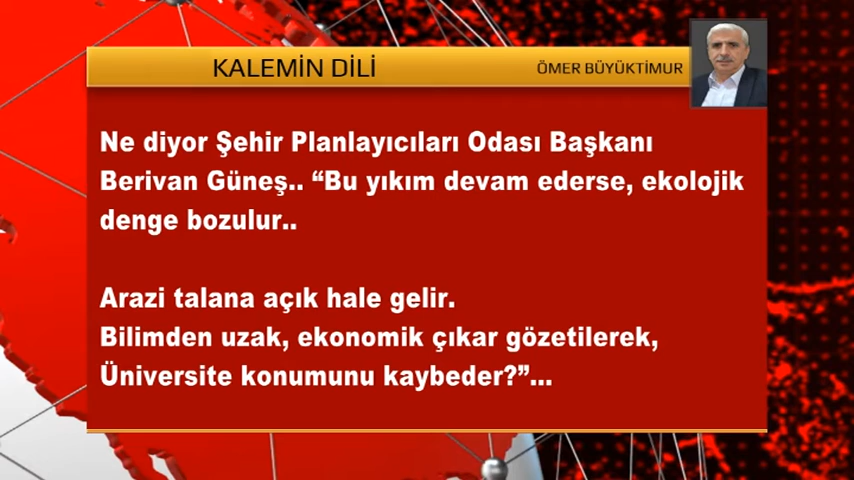 KALEMİN DİLİ
ÖMER BÜYÜKTİMUR
Ne diyor Şehir Planlayıcıları Odası Başkanı
Berivan Güneş.. “Bu yıkım devam ederse, ekolojik
denge bozulur..
Arazi talana açık hale gelir.
Bilimden uzak, ekonomik çıkar gözetilerek,
Üniversite konumunu kaybeder?”...